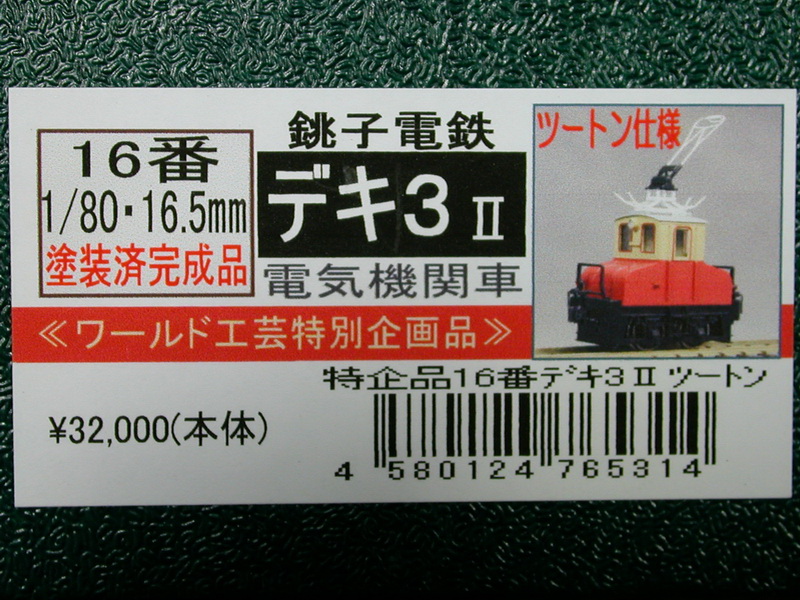 16番
1/80・16.5mm
塗装済完成品
銚子電鉄
デキ3 II
電気機関車
ツートン仕様
≪ワールド工芸特別企画品≫
特企品16番デキ3Ⅱ ツートン
¥32,000(本体)
4 580124 765314